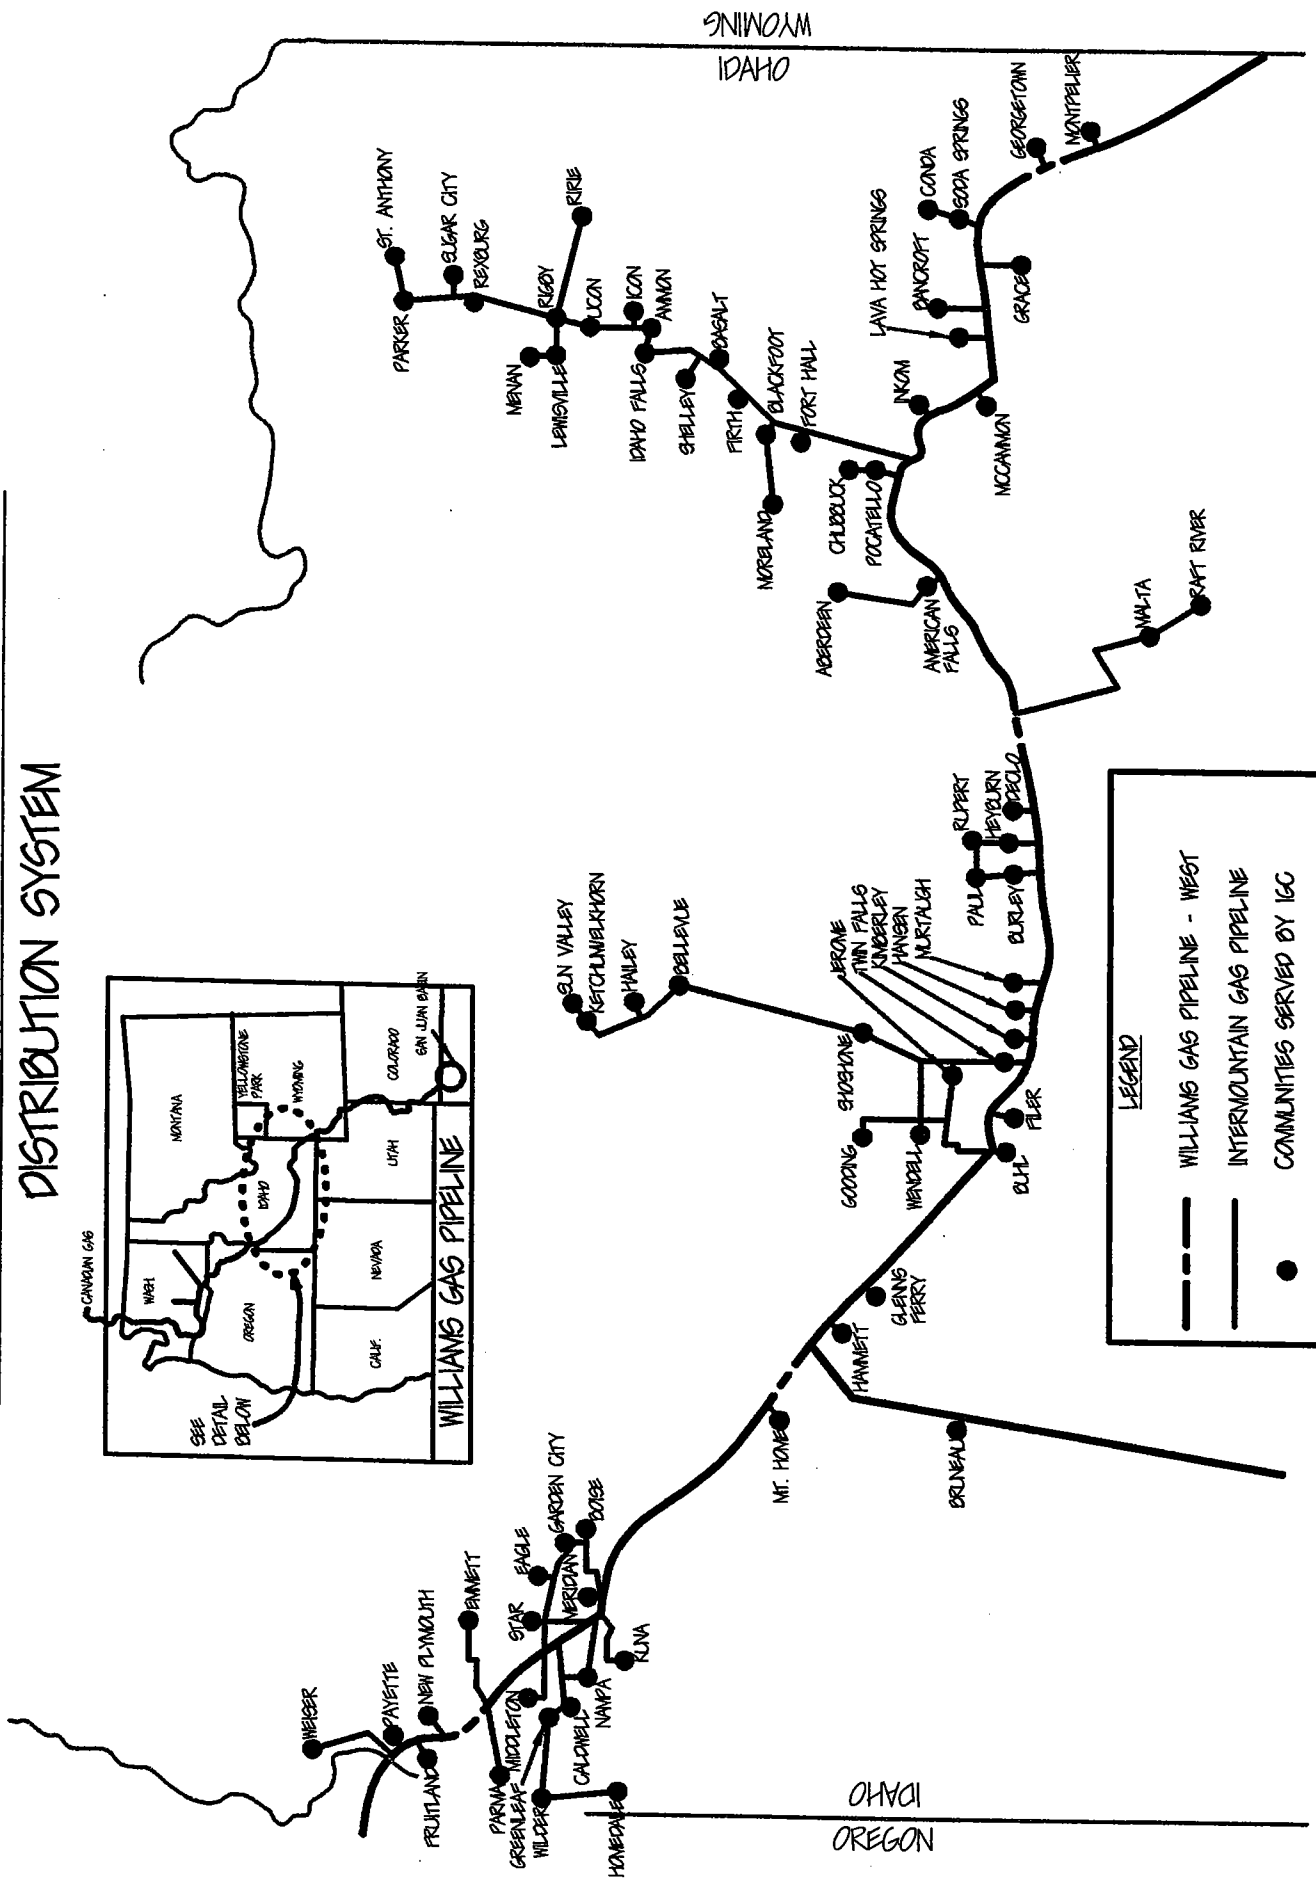 DISTRIBUTION SYSTEM
CANADIAN GAS
WASH.
MONTANA
OREGON
IDAHO
YELLOWSTONE
PARK
WYOMING
CALIF.
NEVADA
UTAH
COLORADO
SAN JUAN BASIN
SEE
DETAIL
BELOW
WILLIAMS GAS PIPELINE
WEISER
PAYETTE
NEW PLYMOUTH
FRUITLAND
EMMETT
PARMA
GREENLEAF
WILDER
HOMEDALE
MIDDLETON
CALDWELL
NAMPA
STAR
EAGLE
GARDEN CITY
BOISE
MERIDIAN
KUNA
MT. HOME
HAMMETT
GLENNS
FERRY
BRUNEAU
SUN VALLEY
KETCHUM/ELKHORN
HAILEY
BELLEVUE
SHOSHONE
GOODING
WENDELL
BUHL
FILER
JEROME
TWIN FALLS
KIMBERLEY
HANSEN
MURTAUGH
PAUL
BURLEY
RUPERT
HEYBURN
DECLO
MALTA
RAFT RIVER
ABERDEEN
AMERICAN
FALLS
CHUBBUCK
POCATELLO
MORELAND
BLACKFOOT
FORT HALL
FIRTH
BASALT
SHELLEY
IDAHO FALLS
AMMON
IONA
UCON
RIGBY
LEWISVILLE
MENAN
RIRIE
REXBURG
SUGAR CITY
PARKER
ST. ANTHONY
INKOM
MCCAMMON
LAVA HOT SPRINGS
BANCROFT
GRACE
CONDA
SODA SPRINGS
GEORGETOWN
MONTPELIER
WYOMING
IDAHO
IDAHO
OREGON
LEGEND
WILLIAMS GAS PIPELINE - WEST
INTERMOUNTAIN GAS PIPELINE
COMMUNITIES SERVED BY IGC